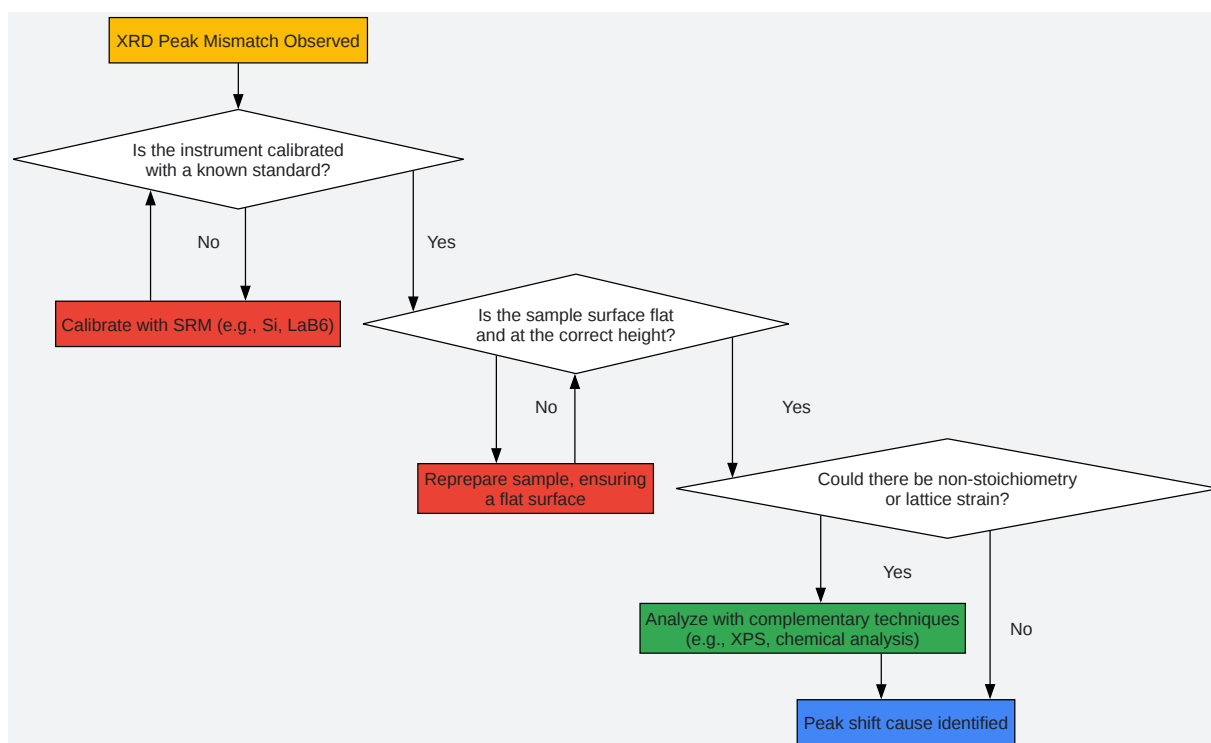 XRD Peak Mismatch Observed
Is the instrument calibrated
with a known standard?
No
Yes
Calibrate with SRM (e.g., Si, LaB6)
Is the sample surface flat
and at the correct height?
No
Yes
Reprepare sample, ensuring
a flat surface
Could there be non-stoichiometry
or lattice strain?
Yes
No
Analyze with complementary techniques
(e.g., XPS, chemical analysis)
Peak shift cause identified